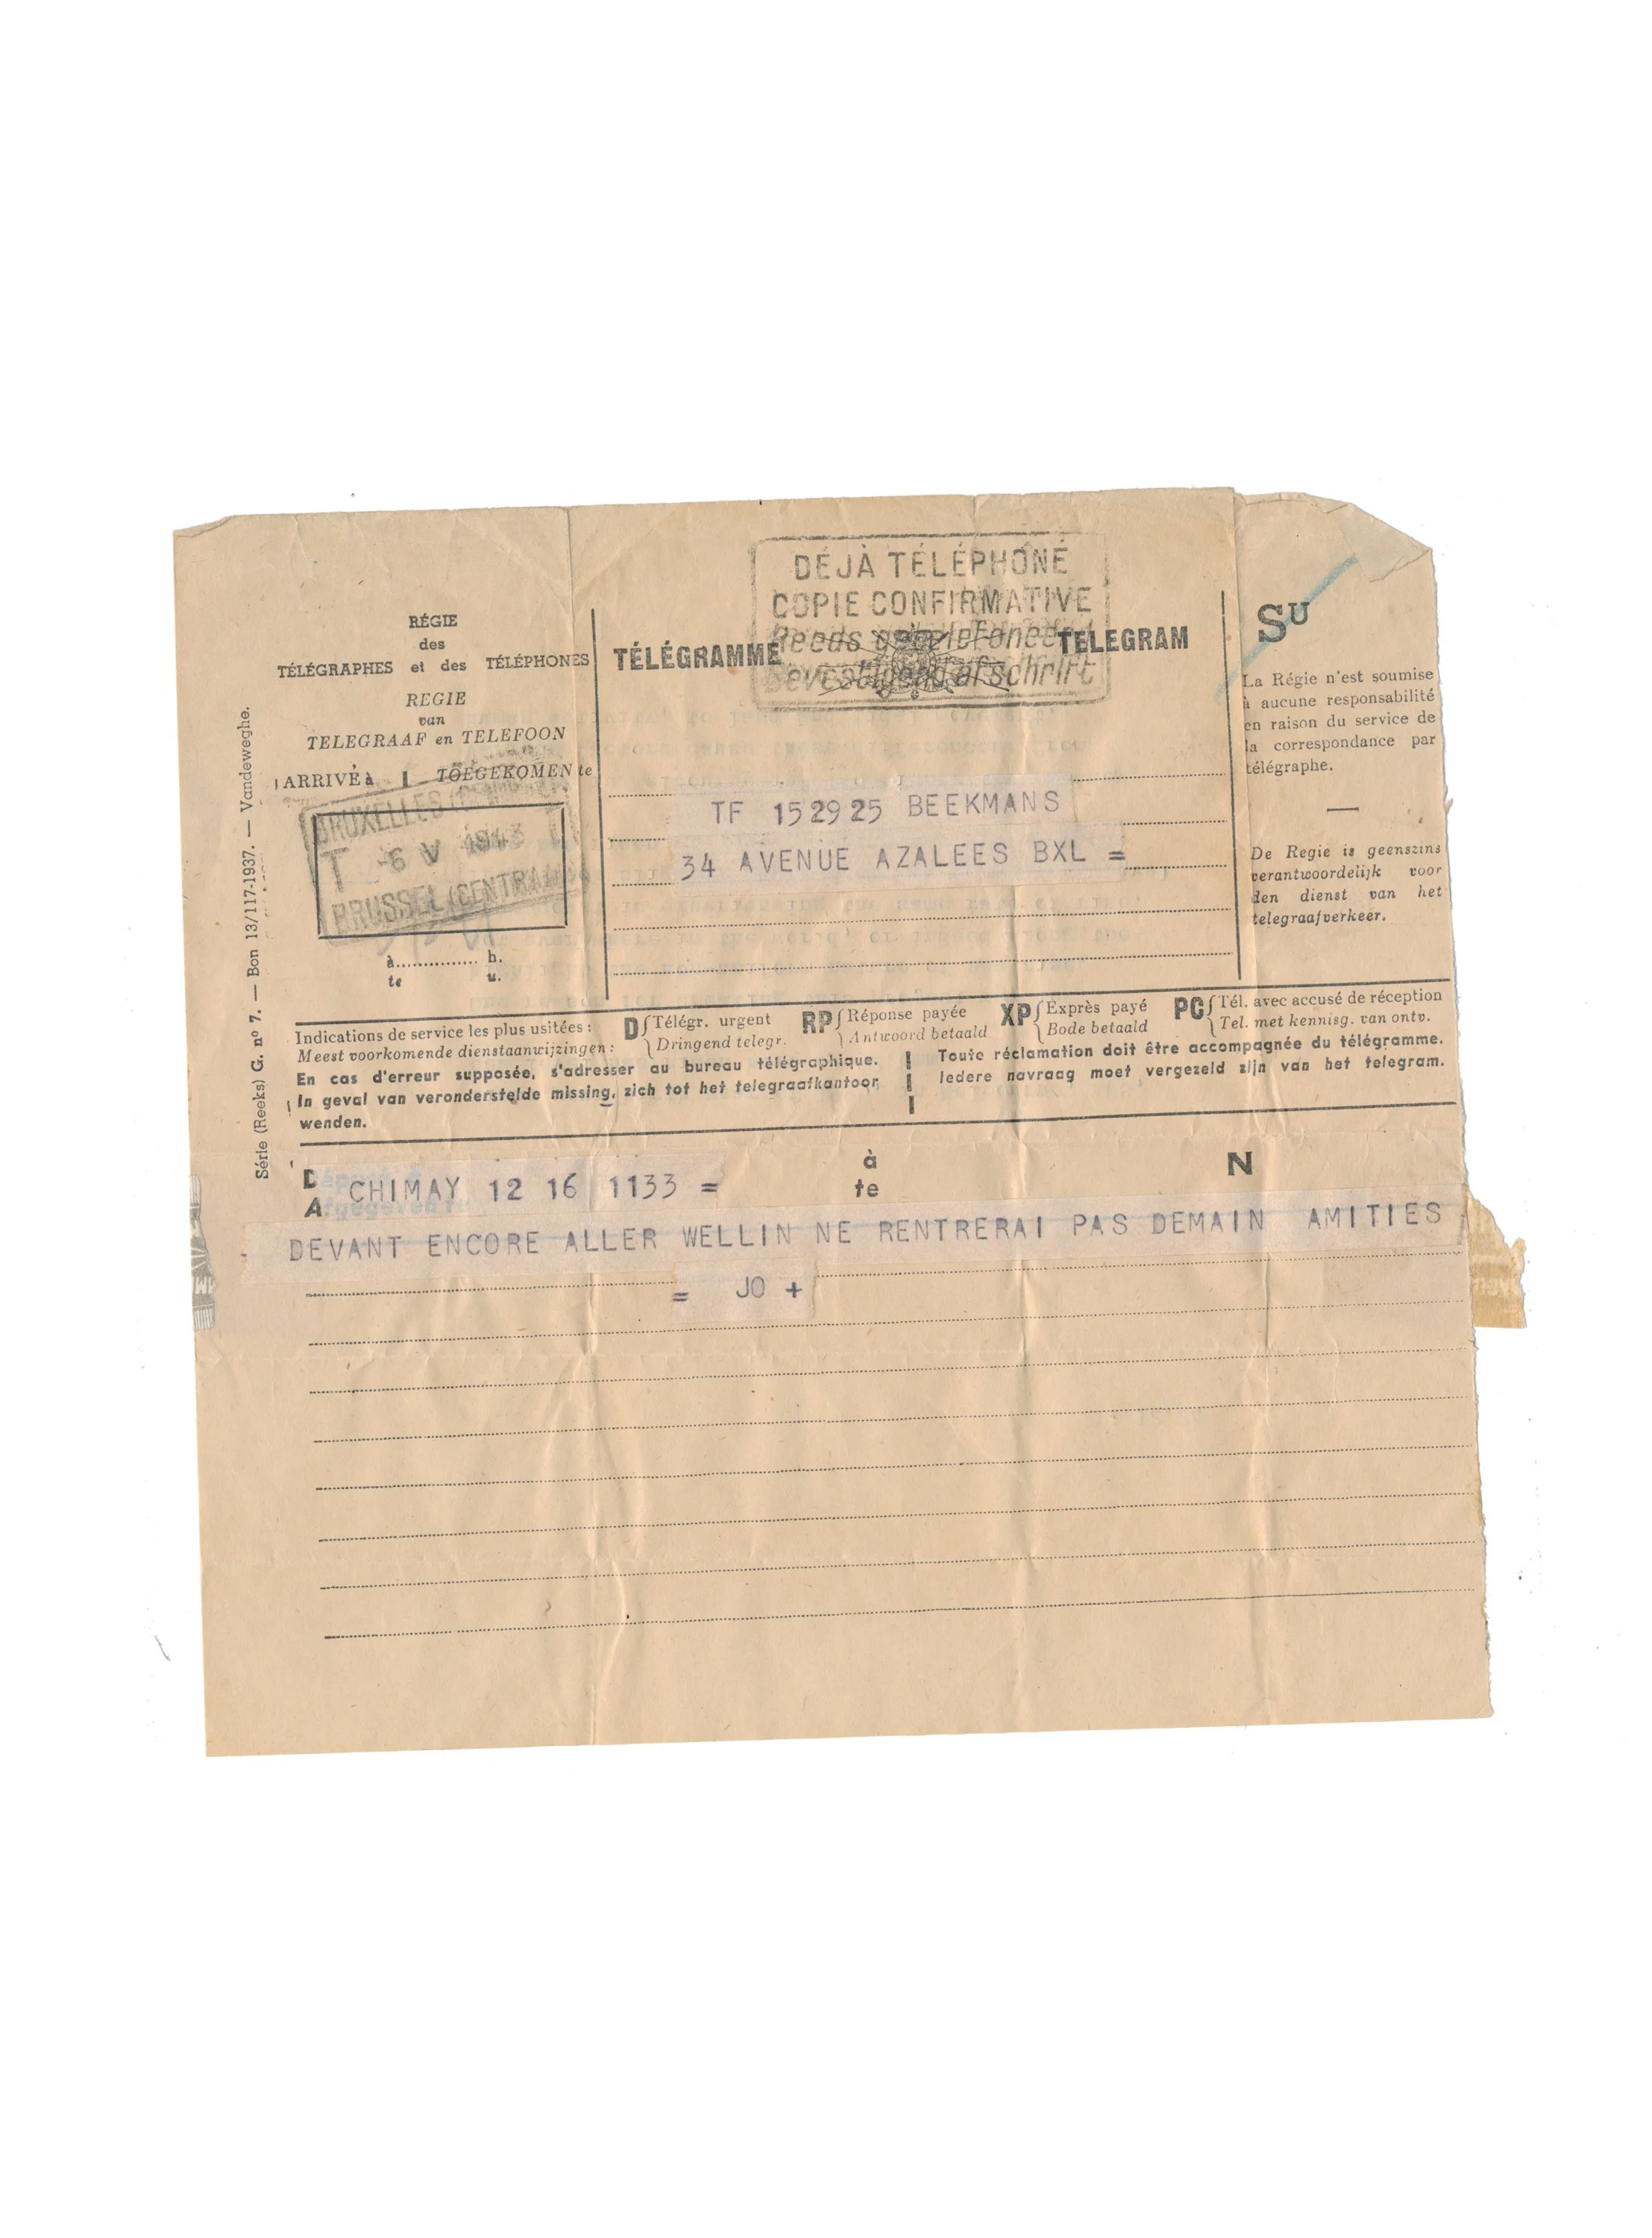 DÉJÀ TÉLÉPHONÉ
COPIE CONFIRMATIVE
Reeds getelefoneerd
Bevestigend afschrift
RÉGIE
des
TÉLÉGRAPHES et des TÉLÉPHONES
REGIE
van
TELEGRAAF en TELEFOON
ARRIVÉ à
TOEGEKOMEN te
BRUXELLES
T -6 V 1943
BRUSSEL (CENTRAAL)
à.............. h.
te u.
TÉLÉGRAMME
TELEGRAM
TF 152925 BEEKMANS
34 AVENUE AZALEES BXL =
SU
La Régie n'est soumise
à aucune responsabilité
en raison du service de
la correspondance par
télégraphe.
De Regie is geenszins
verantwoordelijk voor
den dienst van het
telegraafverkeer.
Série (Reeks) G. nº 7. — Bon 13/117-1937. — Vandeweghe.
Indications de service les plus usitées :
Meest voorkomende dienstaanwijzingen :
D { Télégr. urgent
Dringend telegr.
RP { Réponse payée
Antwoord betaald
XP { Exprès payé
Bode betaald
PC { Tél. avec accusé de réception
Tel. met kennisg. van ontv.
En cas d'erreur supposée, s'adresser au bureau télégraphique.
In geval van veronderstelde missing, zich tot het telegraafkantoor
wenden.
Toute réclamation doit être accompagnée du télégramme.
Iedere navraag moet vergezeld zijn van het telegram.
Déposé à
Afgegeven te
CHIMAY 12 16 1133 =
à
te
N
DEVANT ENCORE ALLER WELLIN NE RENTRERAI PAS DEMAIN AMITIES
= JO +